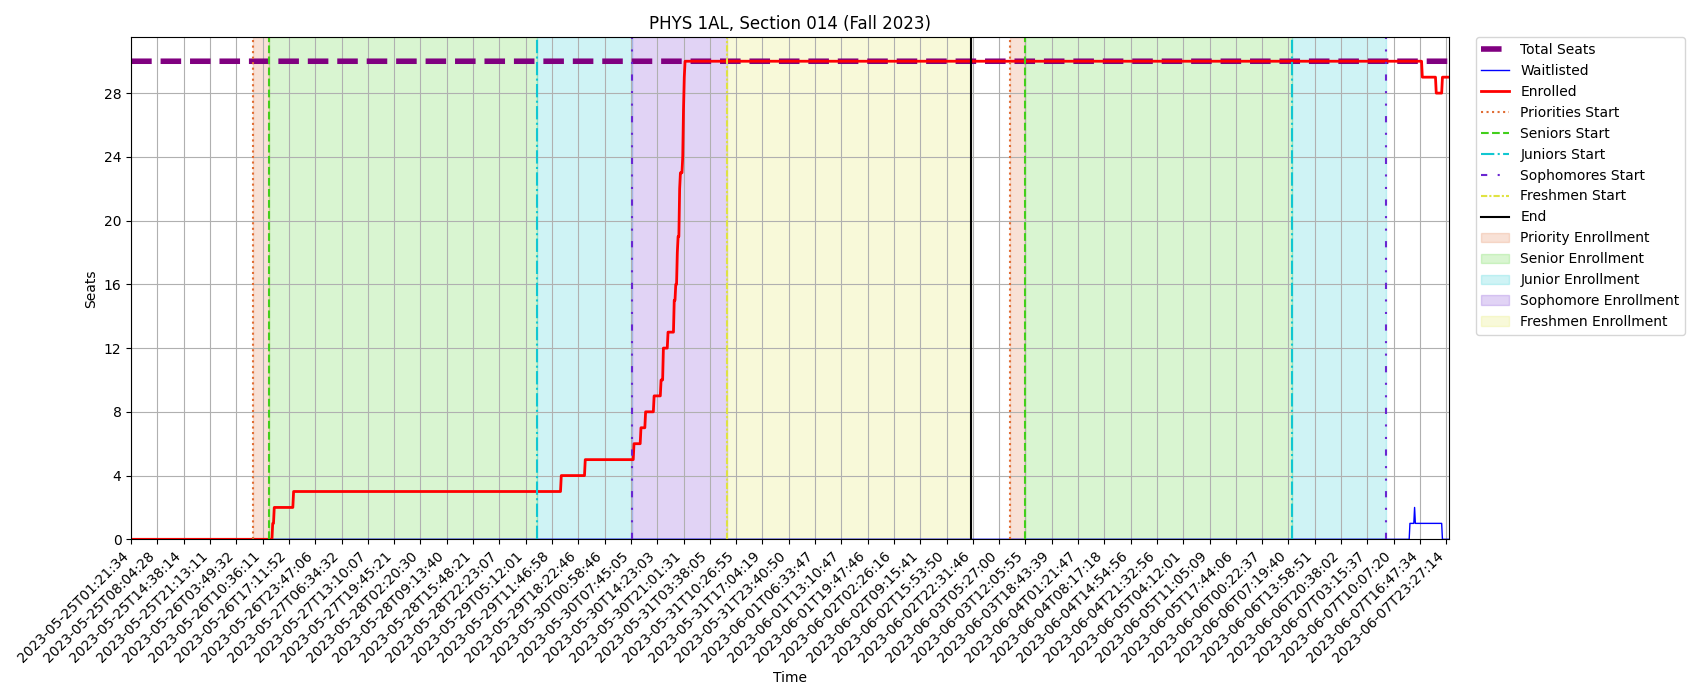 PHYS 1AL, Section 014 (Fall 2023)
Seats
28
24
20
16
12
8
4
0
2023-05-25T01:21:34
2023-05-25T08:04:28
2023-05-25T14:38:14
2023-05-25T21:13:11
2023-05-26T03:49:32
2023-05-26T10:36:11
2023-05-26T17:11:52
2023-05-26T23:47:06
2023-05-27T06:34:32
2023-05-27T13:10:07
2023-05-27T19:45:21
2023-05-28T02:20:30
2023-05-28T09:13:40
2023-05-28T15:48:21
2023-05-28T22:23:07
2023-05-29T05:12:01
2023-05-29T11:46:58
2023-05-29T18:22:46
2023-05-30T00:58:46
2023-05-30T07:45:05
2023-05-30T14:23:03
2023-05-30T21:01:31
2023-05-31T03:38:05
2023-05-31T10:26:55
2023-05-31T17:04:19
2023-05-31T23:40:50
2023-06-01T06:33:47
2023-06-01T13:10:47
2023-06-01T19:47:46
2023-06-02T02:26:16
2023-06-02T09:15:41
2023-06-02T15:53:50
2023-06-02T22:31:46
2023-06-03T05:27:00
2023-06-03T12:05:55
2023-06-03T18:43:39
2023-06-04T01:21:47
2023-06-04T08:17:18
2023-06-04T14:54:56
2023-06-04T21:32:56
2023-06-05T04:12:01
2023-06-05T11:05:09
2023-06-05T17:44:06
2023-06-06T00:22:37
2023-06-06T07:19:40
2023-06-06T13:58:51
2023-06-06T20:38:02
2023-06-07T03:15:37
2023-06-07T10:07:20
2023-06-07T16:47:34
2023-06-07T23:27:14
Time
Total Seats
Waitlisted
Enrolled
Priorities Start
Seniors Start
Juniors Start
Sophomores Start
Freshmen Start
End
Priority Enrollment
Senior Enrollment
Junior Enrollment
Sophomore Enrollment
Freshmen Enrollment